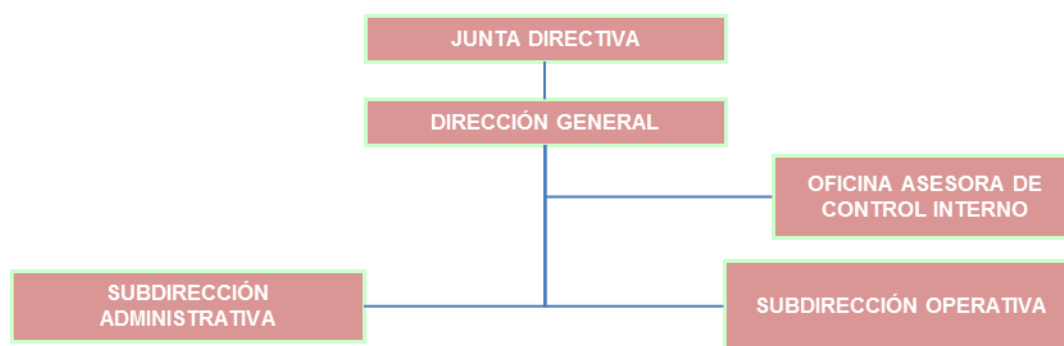 JUNTA DIRECTIVA
DIRECCIÓN GENERAL
OFICINA ASESORA DE
CONTROL INTERNO
SUBDIRECCIÓN
ADMINISTRATIVA
SUBDIRECCIÓN OPERATIVA